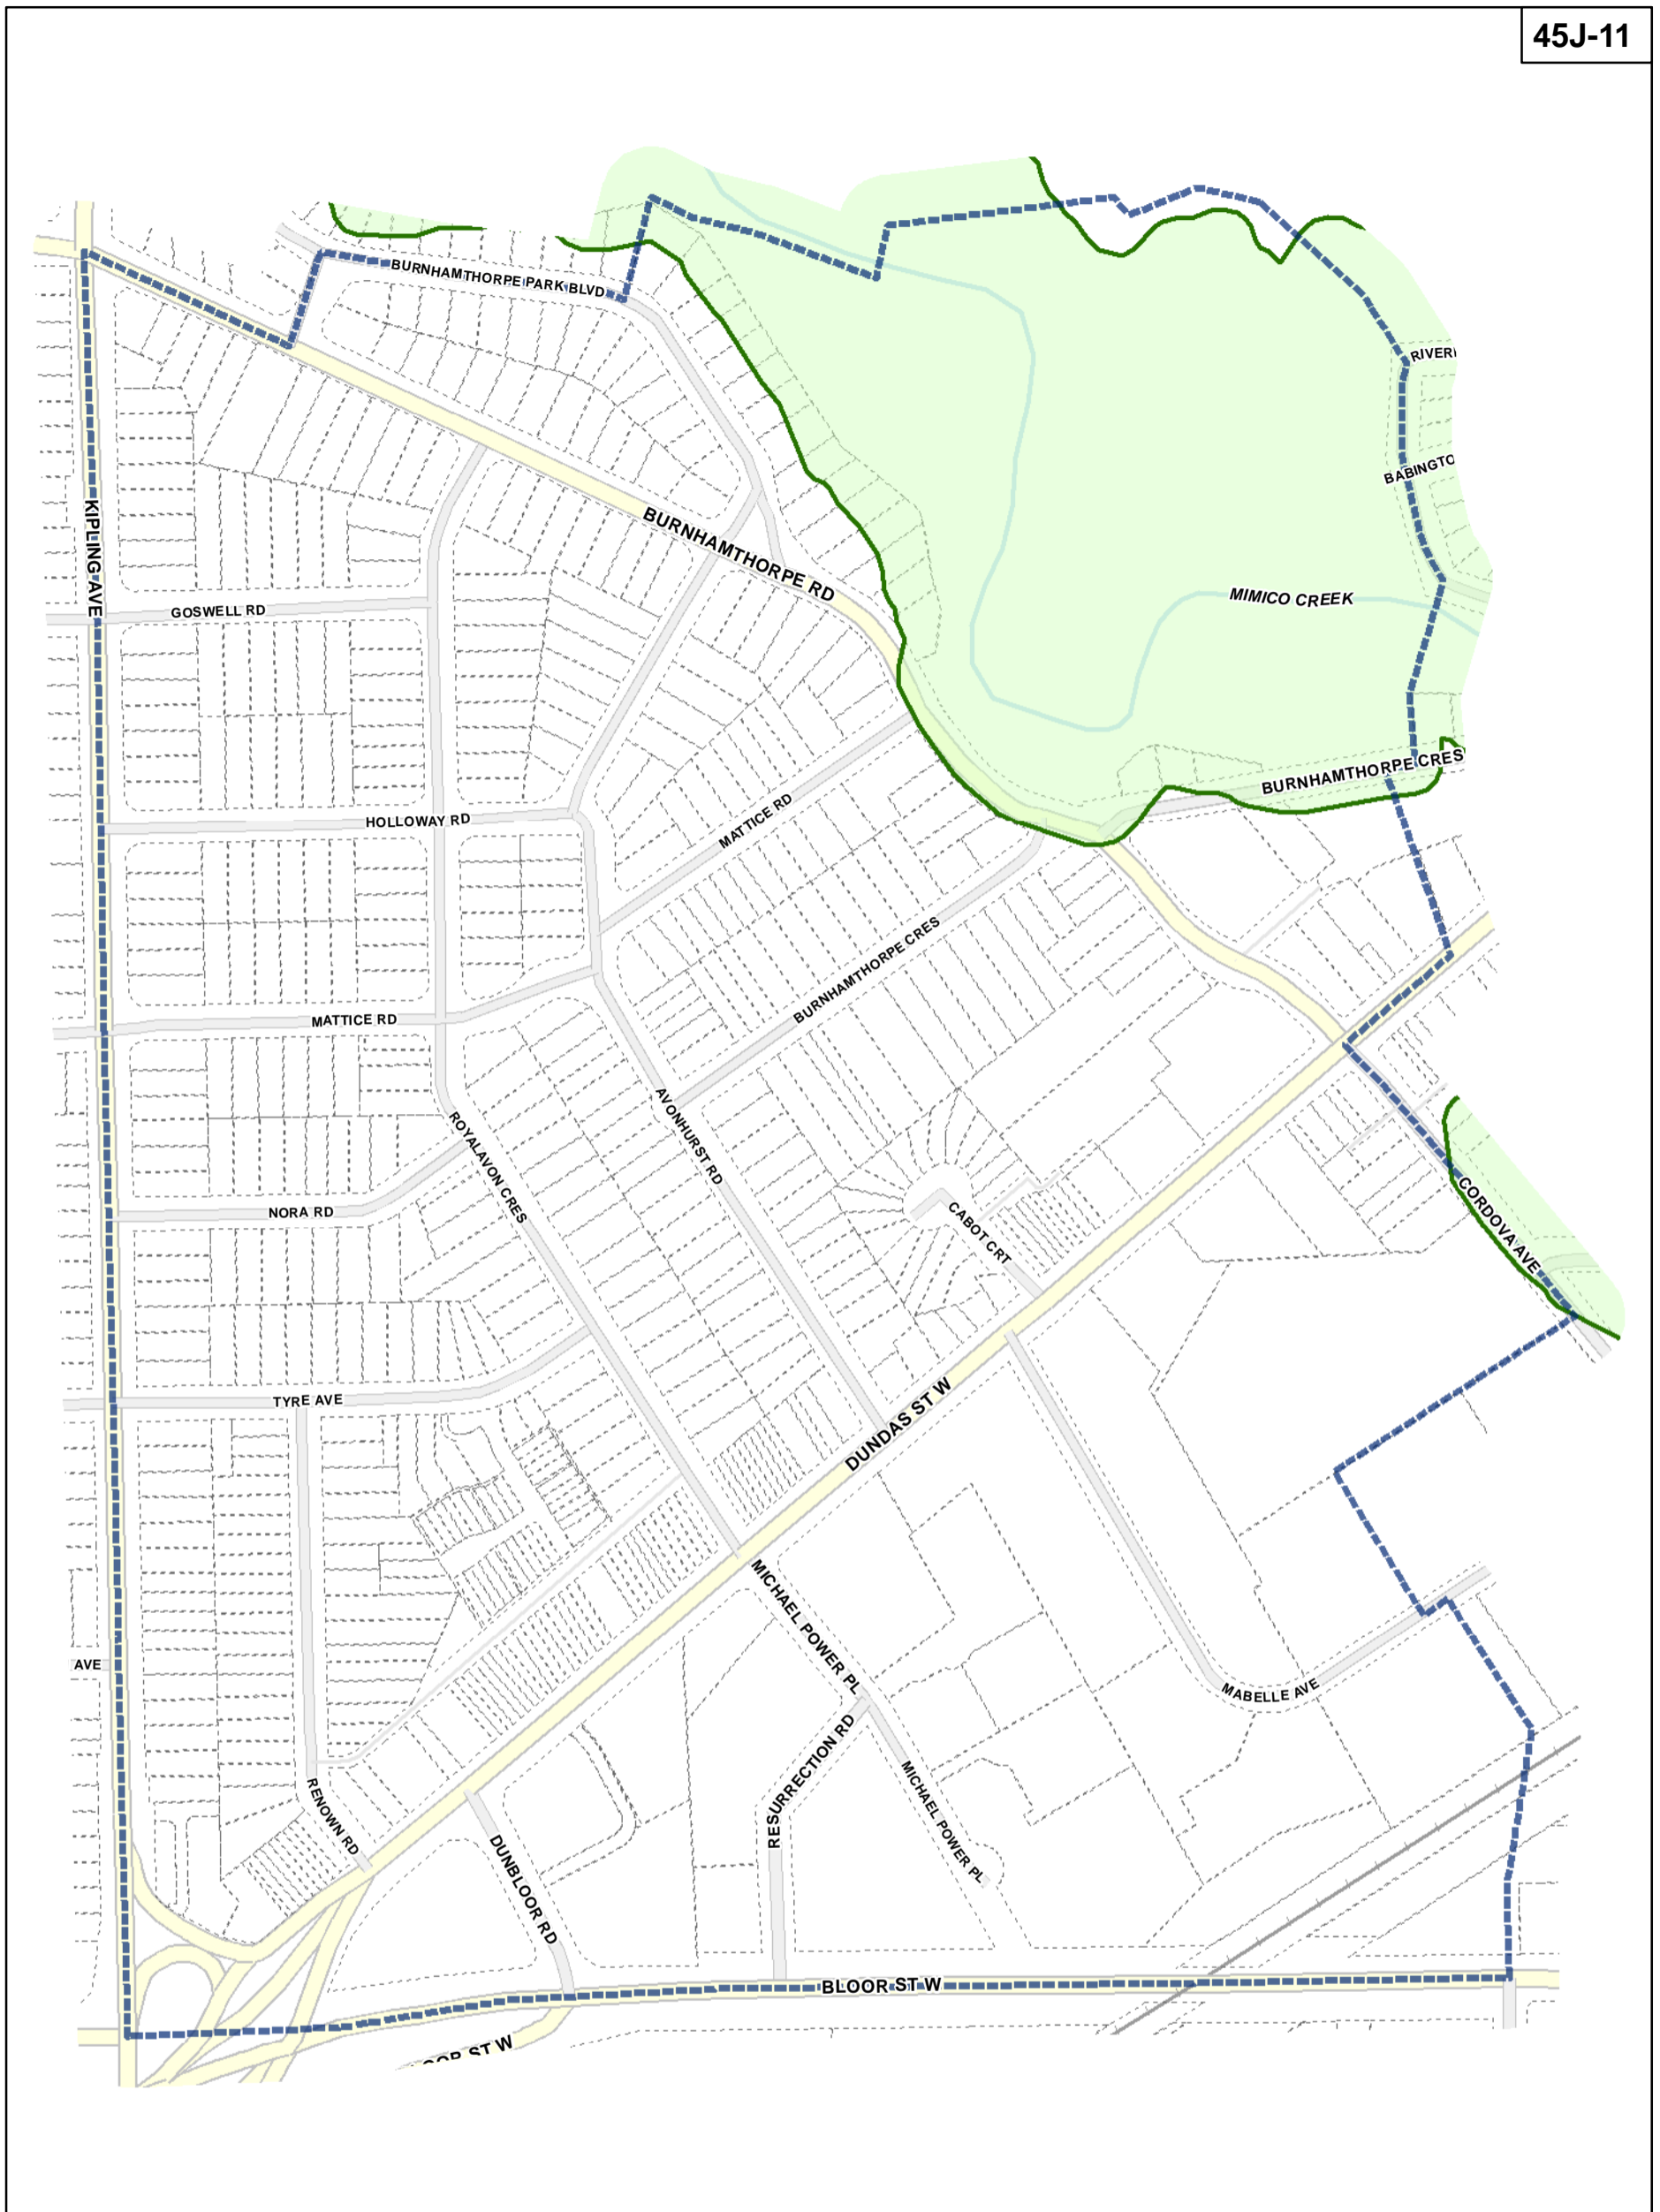 45J-11
BURNHAMTHORPE PARK BLVD
RIVER
BABINGTO
KIPLING AVE
BURNHAMTHORPE RD
MIMICO CREEK
GOSWELL RD
BURNHAMTHORPE CRES
MATTICE RD
HOLLOWAY RD
BURNHAMTHORPE CRES
MATTICE RD
AVONHURST RD
ROYALAVON CRES
CORDOVA AVE
NORA RD
CABOT CRT
TYRE AVE
DUNDAS ST W
MICHAEL POWER PL
AVE
MABELLE AVE
RESURRECTION RD
MICHAEL POWER PL
RENOWN RD
DUNBLOOR RD
BLOOR ST W
OOR ST W